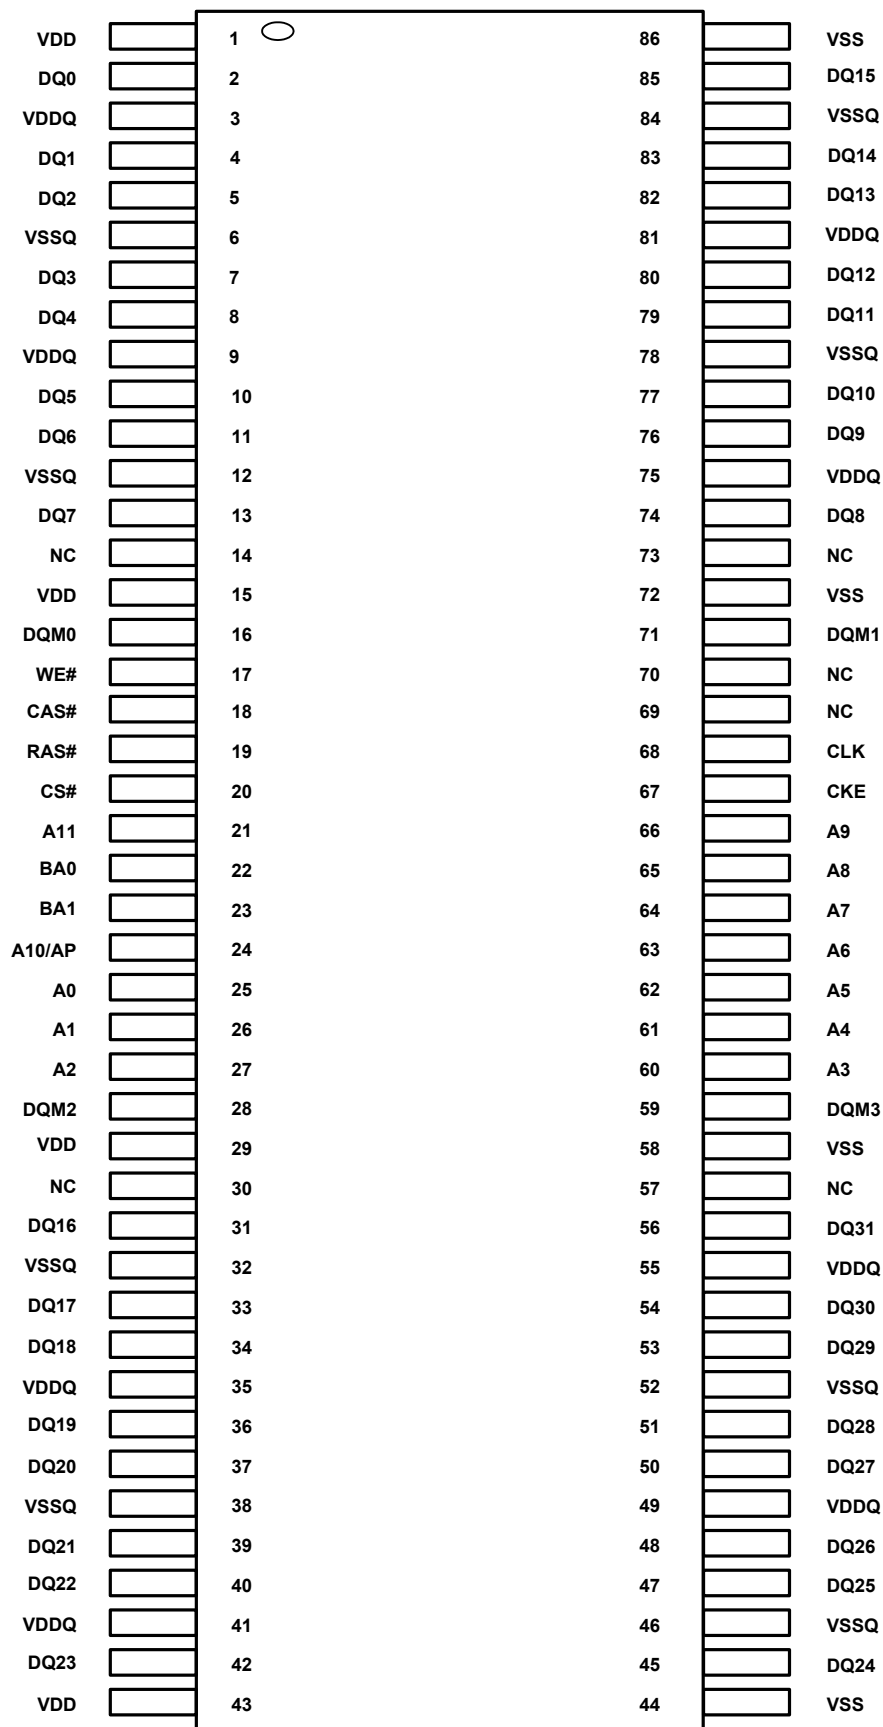 VDD 1 86 VSS
DQ0 2 85 DQ15
VDDQ 3 84 VSSQ
DQ1 4 83 DQ14
DQ2 5 82 DQ13
VSSQ 6 81 VDDQ
DQ3 7 80 DQ12
DQ4 8 79 DQ11
VDDQ 9 78 VSSQ
DQ5 10 77 DQ10
DQ6 11 76 DQ9
VSSQ 12 75 VDDQ
DQ7 13 74 DQ8
NC 14 73 NC
VDD 15 72 VSS
DQM0 16 71 DQM1
WE# 17 70 NC
CAS# 18 69 NC
RAS# 19 68 CLK
CS# 20 67 CKE
A11 21 66 A9
BA0 22 65 A8
BA1 23 64 A7
A10/AP 24 63 A6
A0 25 62 A5
A1 26 61 A4
A2 27 60 A3
DQM2 28 59 DQM3
VDD 29 58 VSS
NC 30 57 NC
DQ16 31 56 DQ31
VSSQ 32 55 VDDQ
DQ17 33 54 DQ30
DQ18 34 53 DQ29
VDDQ 35 52 VSSQ
DQ19 36 51 DQ28
DQ20 37 50 DQ27
VSSQ 38 49 VDDQ
DQ21 39 48 DQ26
DQ22 40 47 DQ25
VDDQ 41 46 VSSQ
DQ23 42 45 DQ24
VDD 43 44 VSS